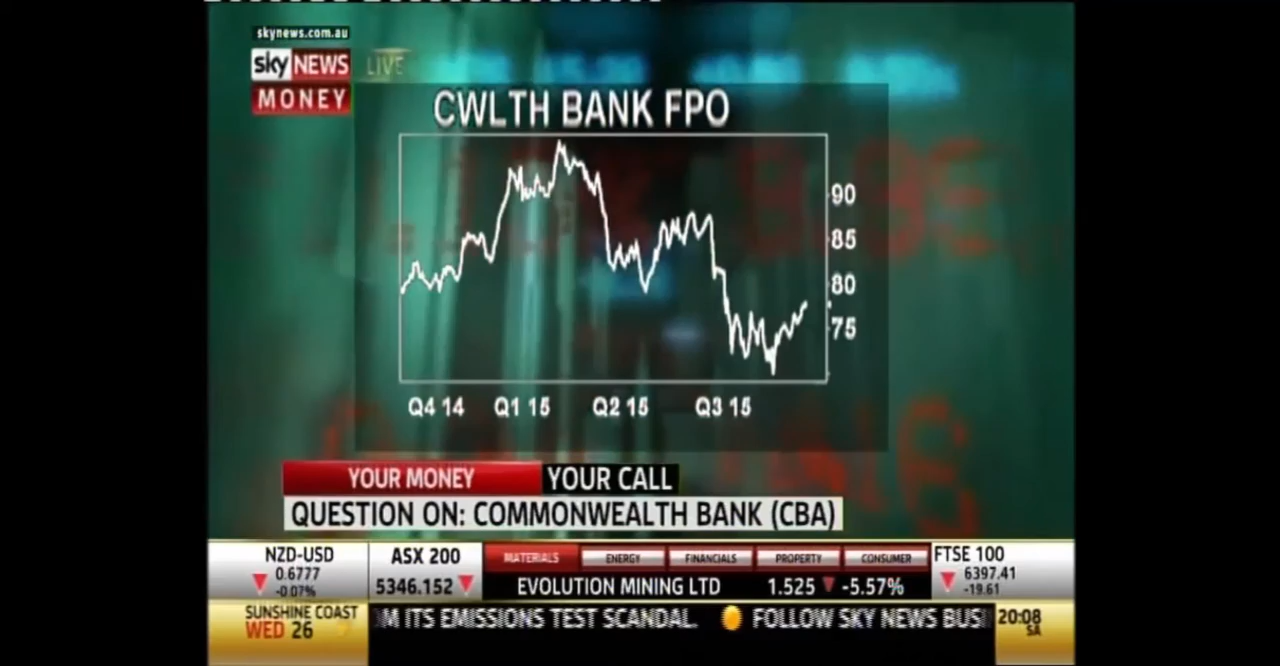 skynews.com.au
sky NEWS LIVE
MONEY
CWLTH BANK FPO
90
85
80
75
Q4 14 Q1 15 Q2 15 Q3 15
YOUR MONEY YOUR CALL
QUESTION ON: COMMONWEALTH BANK (CBA)
NZD-USD
0.6777
-0.07%
ASX 200
5346.152
MATERIALS ENERGY FINANCIALS PROPERTY CONSUMER
EVOLUTION MINING LTD 1.525 -5.57%
FTSE 100
6397.41
-19.61
SUNSHINE COAST
WED 26
ITS EMISSIONS TEST SCANDAL. FOLLOW SKY NEWS
20:08
SA